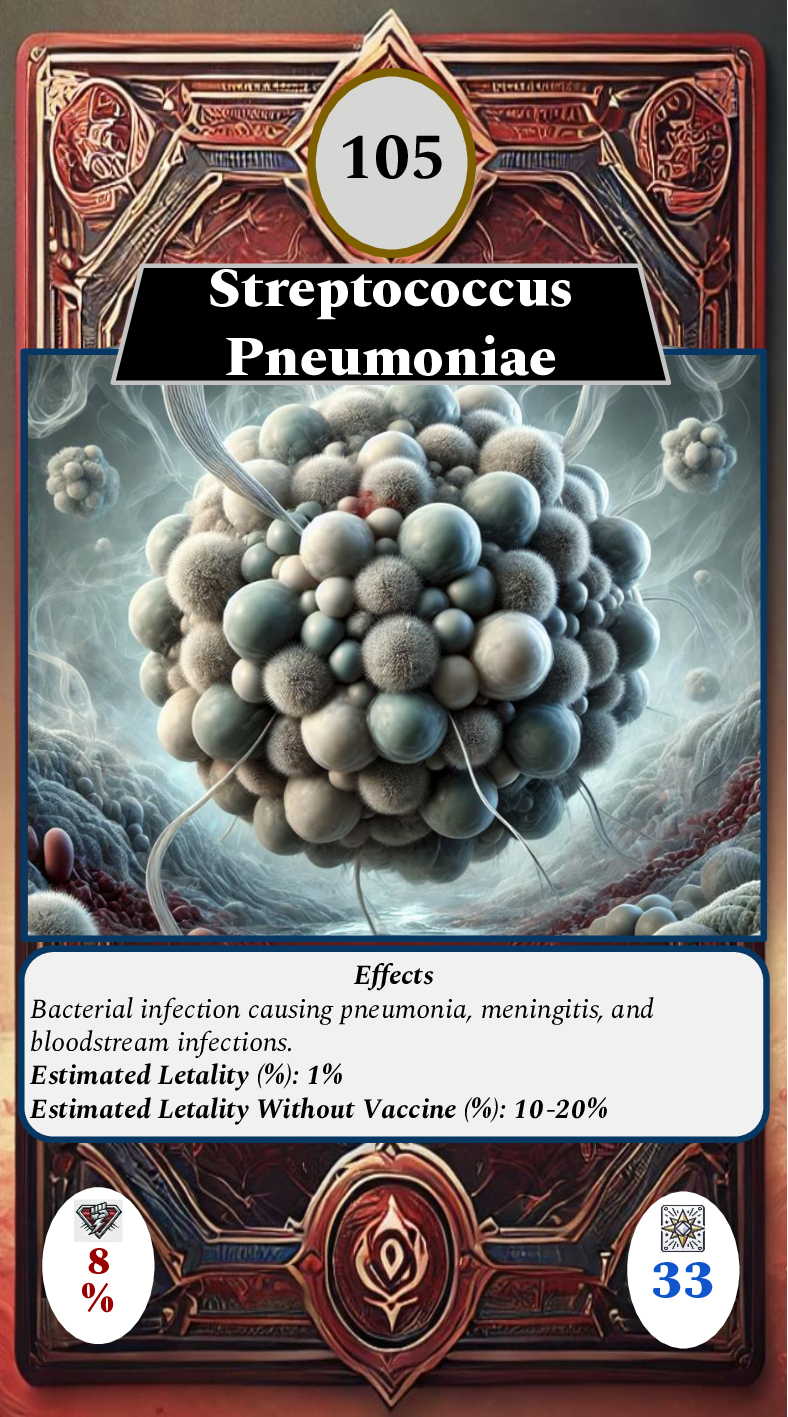 105
Streptococcus
Pneumoniae
Effects
Bacterial infection causing pneumonia, meningitis, and
bloodstream infections.
Estimated Letality (%): 1%
Estimated Letality Without Vaccine (%): 10-20%
8
%
33